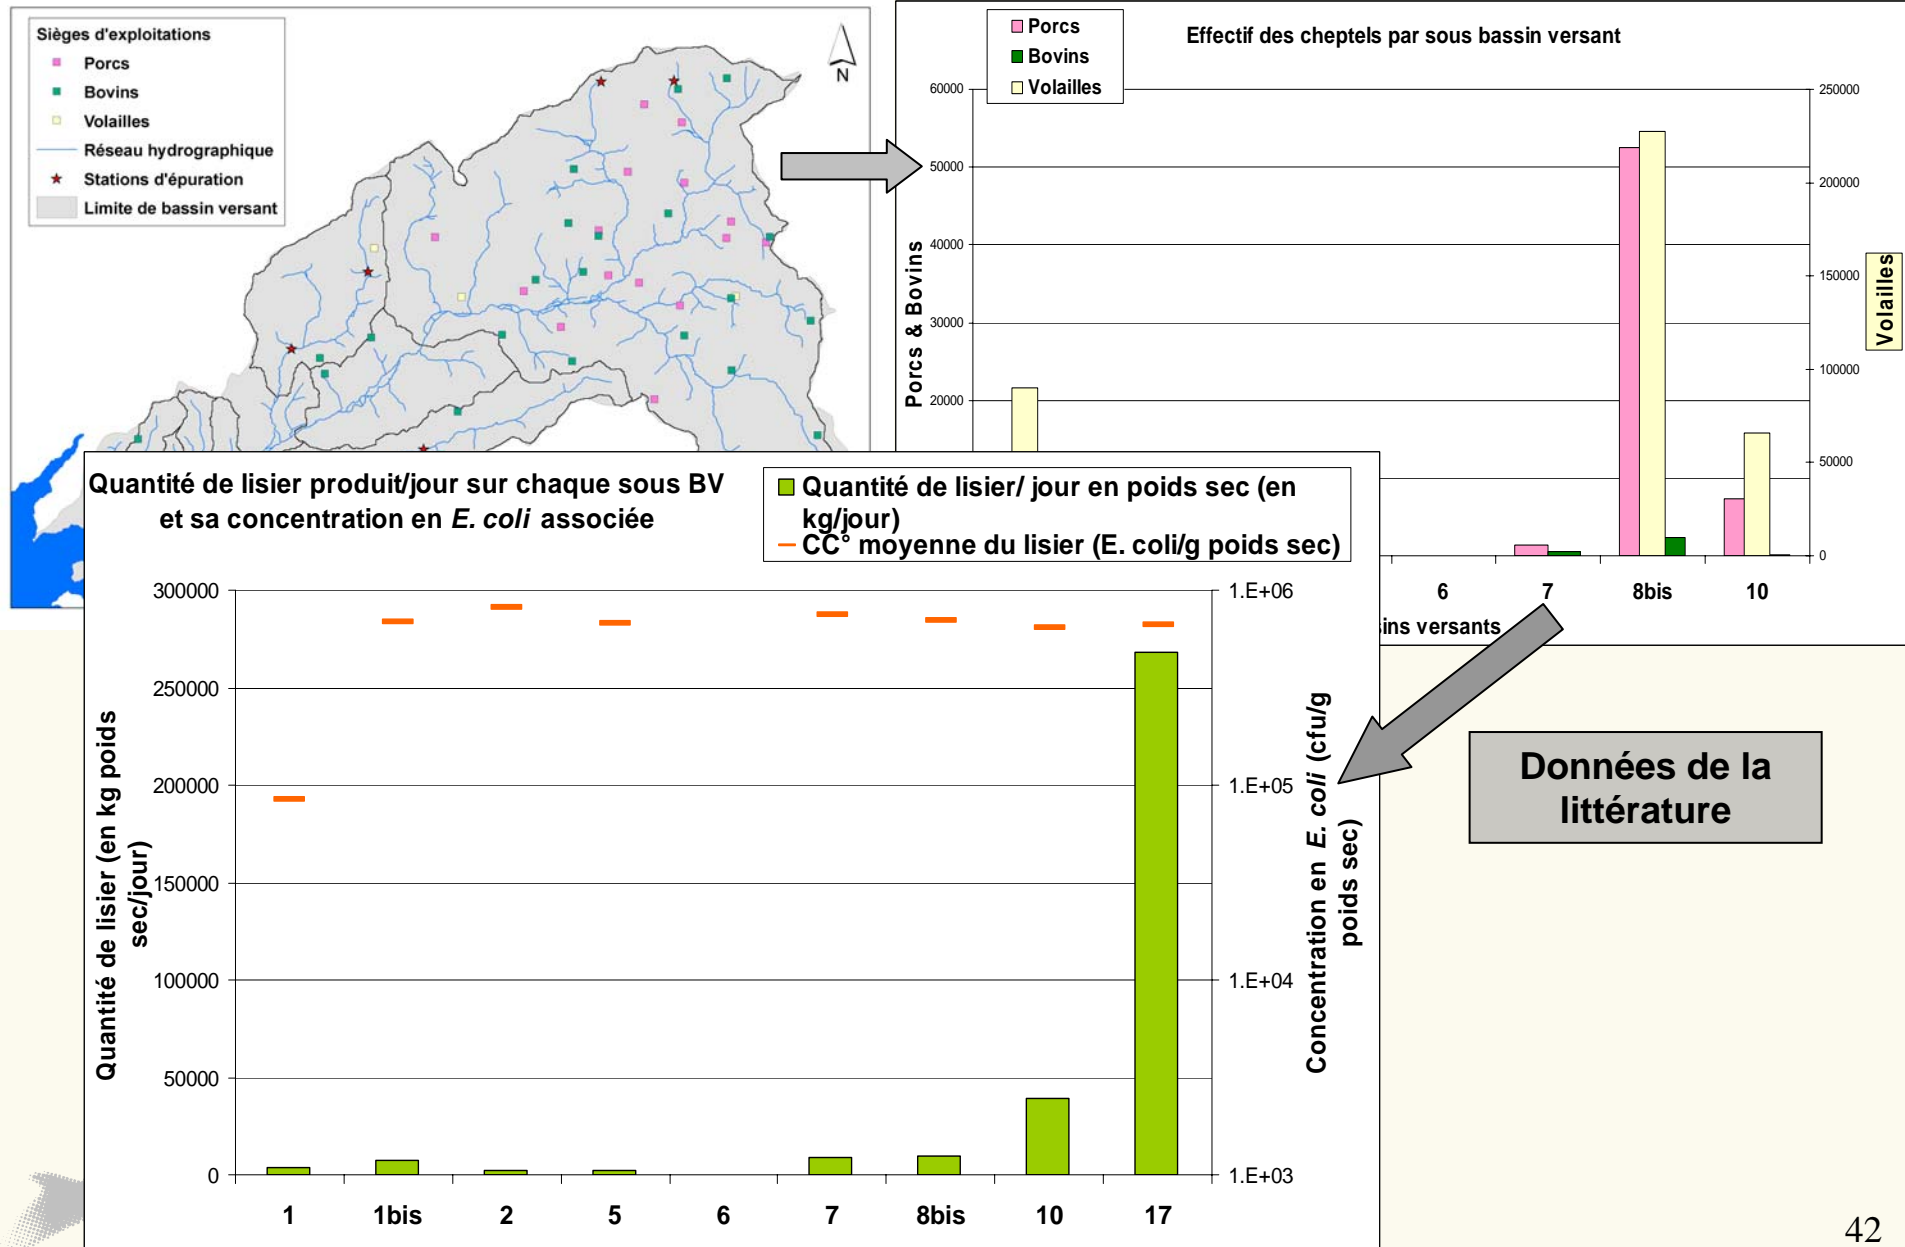 Sièges d'exploitations
Porcs
Bovins
Volailles
Réseau hydrographique
Stations d'épuration
Limite de bassin versant
N
Porcs
Bovins
Volailles
Effectif des cheptels par sous bassin versant
60000
50000
40000
30000
20000
Porcs & Bovins
250000
200000
150000
100000
50000
0
Volailles
6
7
8bis
10
sins versants
Quantité de lisier produit/jour sur chaque sous BV
et sa concentration en E. coli associée
Quantité de lisier/ jour en poids sec (en
kg/jour)
CC° moyenne du lisier (E. coli/g poids sec)
300000
250000
200000
150000
100000
50000
0
Quantité de lisier (en kg poids
sec/jour)
1.E+06
1.E+05
1.E+04
1.E+03
Concentration en E. coli (cfu/g
poids sec)
1
1bis
2
5
6
7
8bis
10
17
Données de la
littérature
42